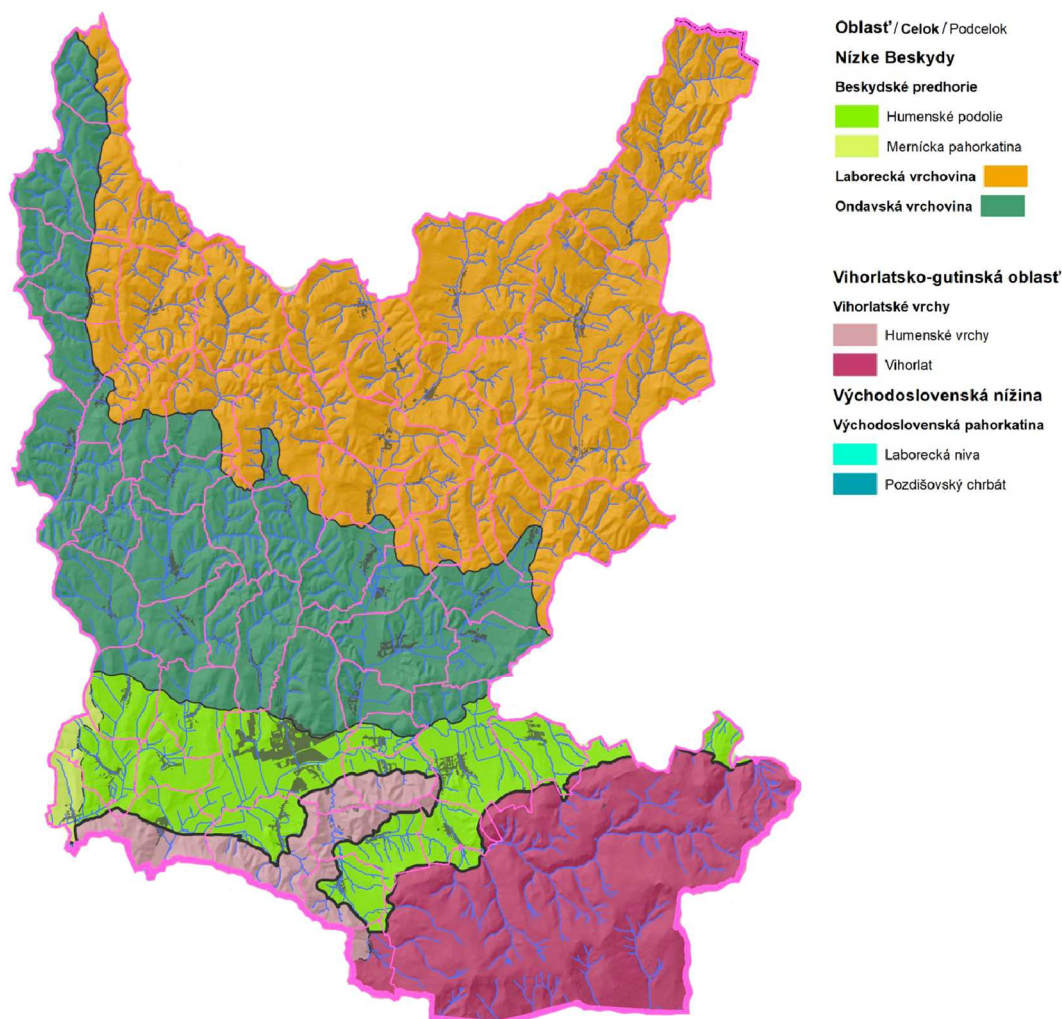 Oblasť / Celok / Podcelok
Nízke Beskydy
Beskydské predhorie
Humenské podolie
Mernícka pahorkatina
Laborecká vrchovina
Ondavská vrchovina
Vihorlatsko-gutinská oblasť
Vihorlatské vrchy
Humenské vrchy
Vihorlat
Východoslovenská nížina
Východoslovenská pahorkatina
Laborecká niva
Pozdišovský chrbát